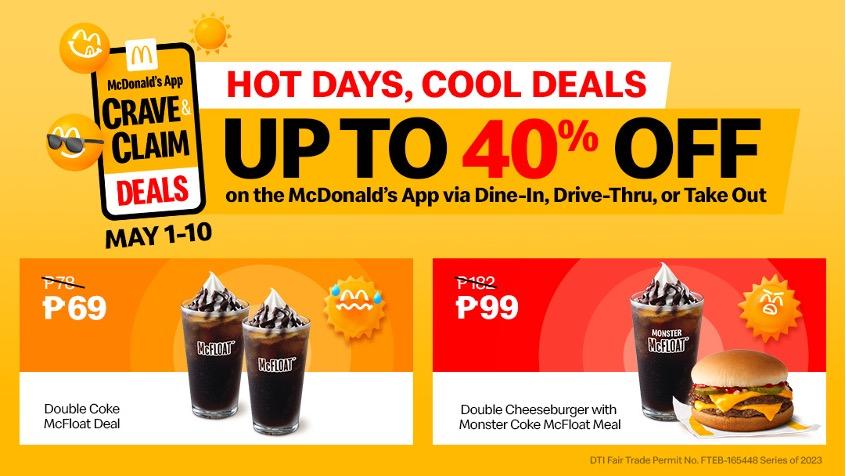 McDonald's App
CRAVE &
CLAIM
DEALS
MAY 1-10
HOT DAYS, COOL DEALS
UP TO 40% OFF
on the McDonald's App via Dine-In, Drive-Thru, or Take Out
₱78
₱69
McFLOAT
McFLOAT
Double Coke
McFloat Deal
₱182
₱99
MONSTER
McFLOAT
Double Cheeseburger with
Monster Coke McFloat Meal
DTI Fair Trade Permit No. FTEB-165448 Series of 2023